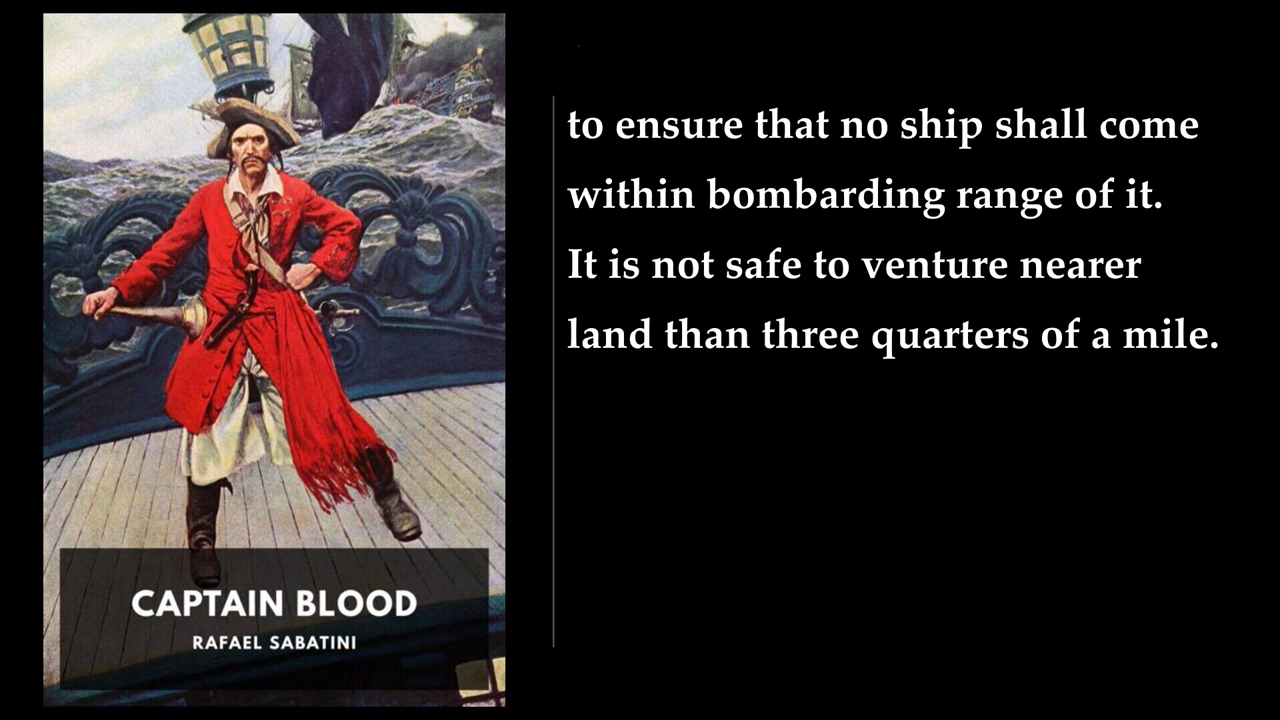 CAPTAIN BLOOD
RAFAEL SABATINI
to ensure that no ship shall come
within bombarding range of it.
It is not safe to venture nearer
land than three quarters of a mile.